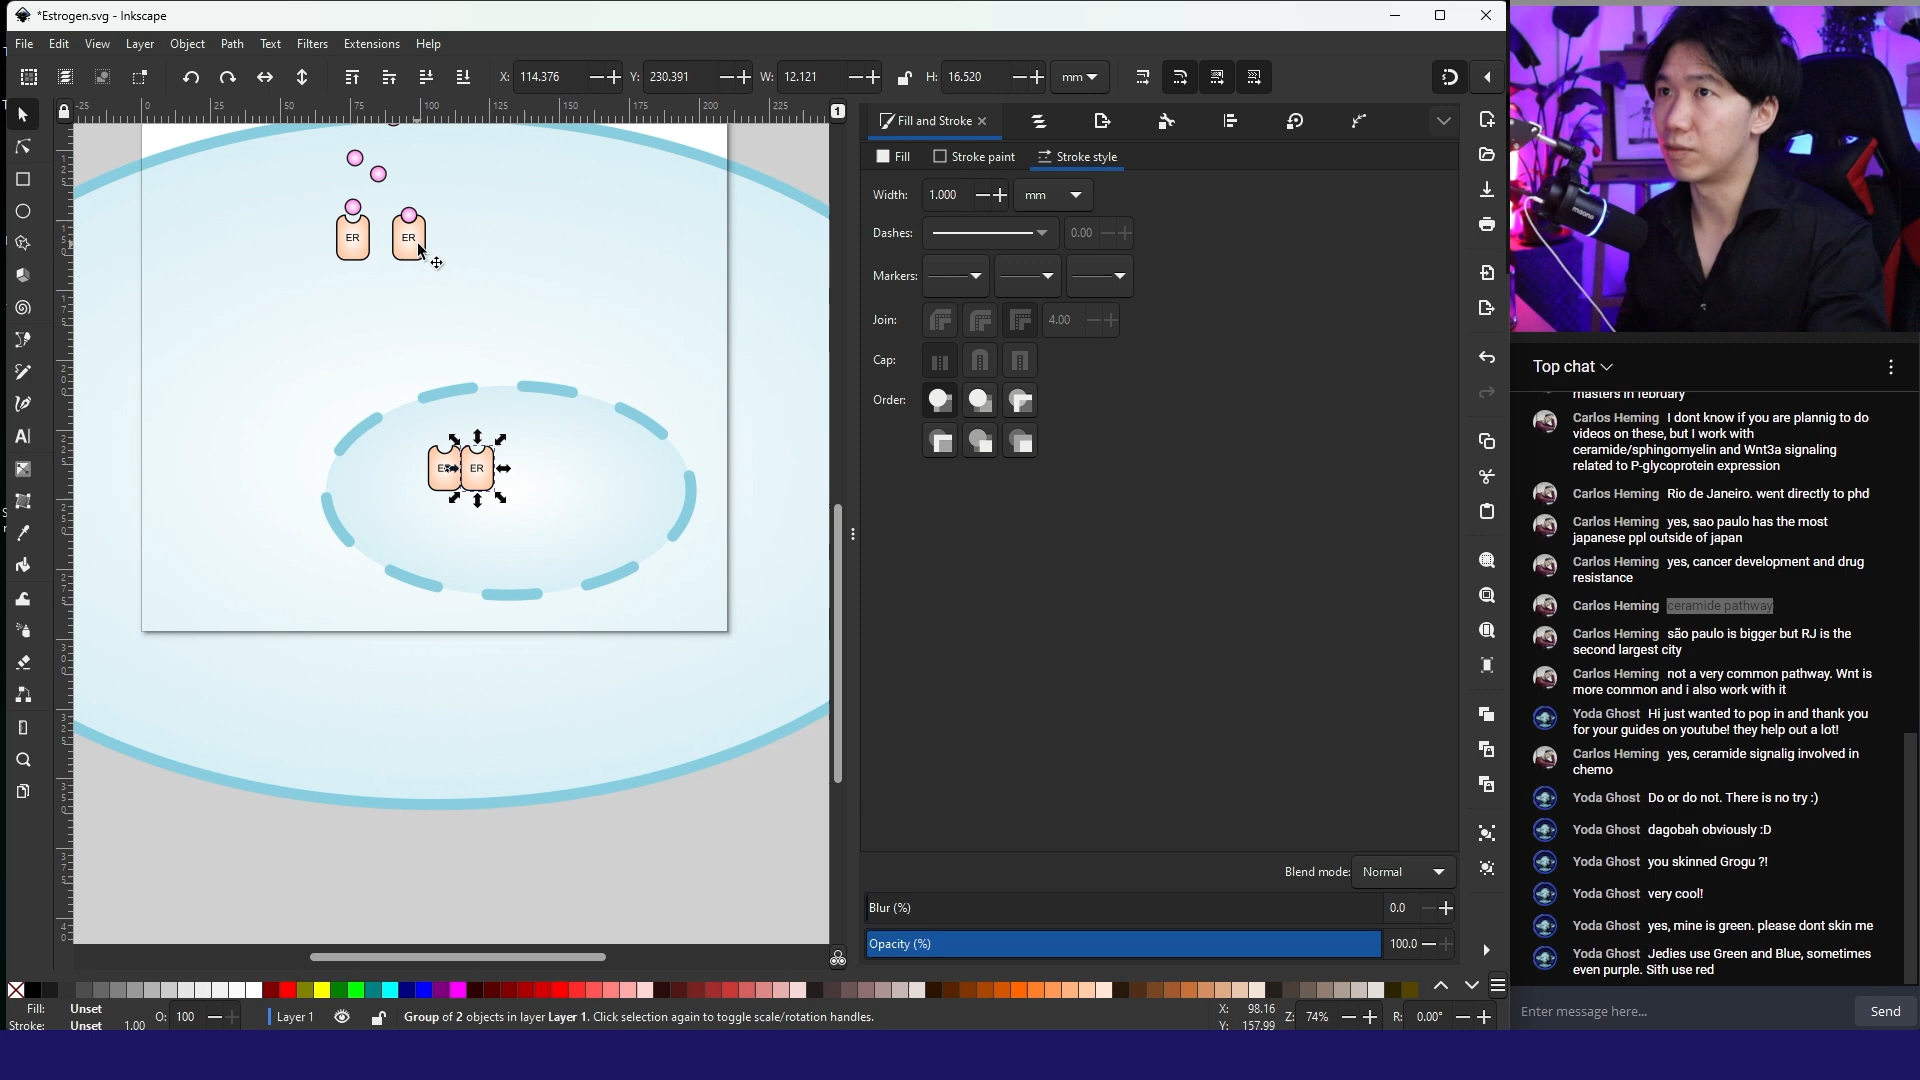 *Estrogen.svg - Inkscape
File Edit View Layer Object Path Text Filters Extensions Help
X: 114.376 Y: 230.391 W: 12.121 H: 16.520 mm
-25 0 25 50 75 100 125 150 175 200 225
1
Fill and Stroke
Fill Stroke paint Stroke style
Width: 1.000 mm
Dashes: 0.00
Markers:
Join: 4.00
Cap:
Order:
ER ER
ER
Blend mode: Normal
Blur (%) 0.0
Opacity (%) 100.0
Fill: Unset
Stroke: Unset 1.00
O: 100
Layer 1
Group of 2 objects in layer Layer 1. Click selection again to toggle scale/rotation handles.
X: 98.16
Y: 157.99
Z: 74%
R: 0.00°
Top chat
masters in february
Carlos Heming I dont know if you are plannig to do
videos on these, but I work with
ceramide/sphingomyelin and Wnt3a signaling
related to P-glycoprotein expression
Carlos Heming Rio de Janeiro. went directly to phd
Carlos Heming yes, sao paulo has the most
japanese ppl outside of japan
Carlos Heming yes, cancer development and drug
resistance
Carlos Heming ceramide pathway
Carlos Heming são paulo is bigger but RJ is the
second largest city
Carlos Heming not a very common pathway. Wnt is
more common and i also work with it
Yoda Ghost Hi just wanted to pop in and thank you
for your guides on youtube! they help out a lot!
Carlos Heming yes, ceramide signalig involved in
chemo
Yoda Ghost Do or do not. There is no try :)
Yoda Ghost dagobah obviously :D
Yoda Ghost you skinned Grogu ?!
Yoda Ghost very cool!
Yoda Ghost yes, mine is green. please dont skin me
Yoda Ghost Jedies use Green and Blue, sometimes
even purple. Sith use red
Enter message here...
Send